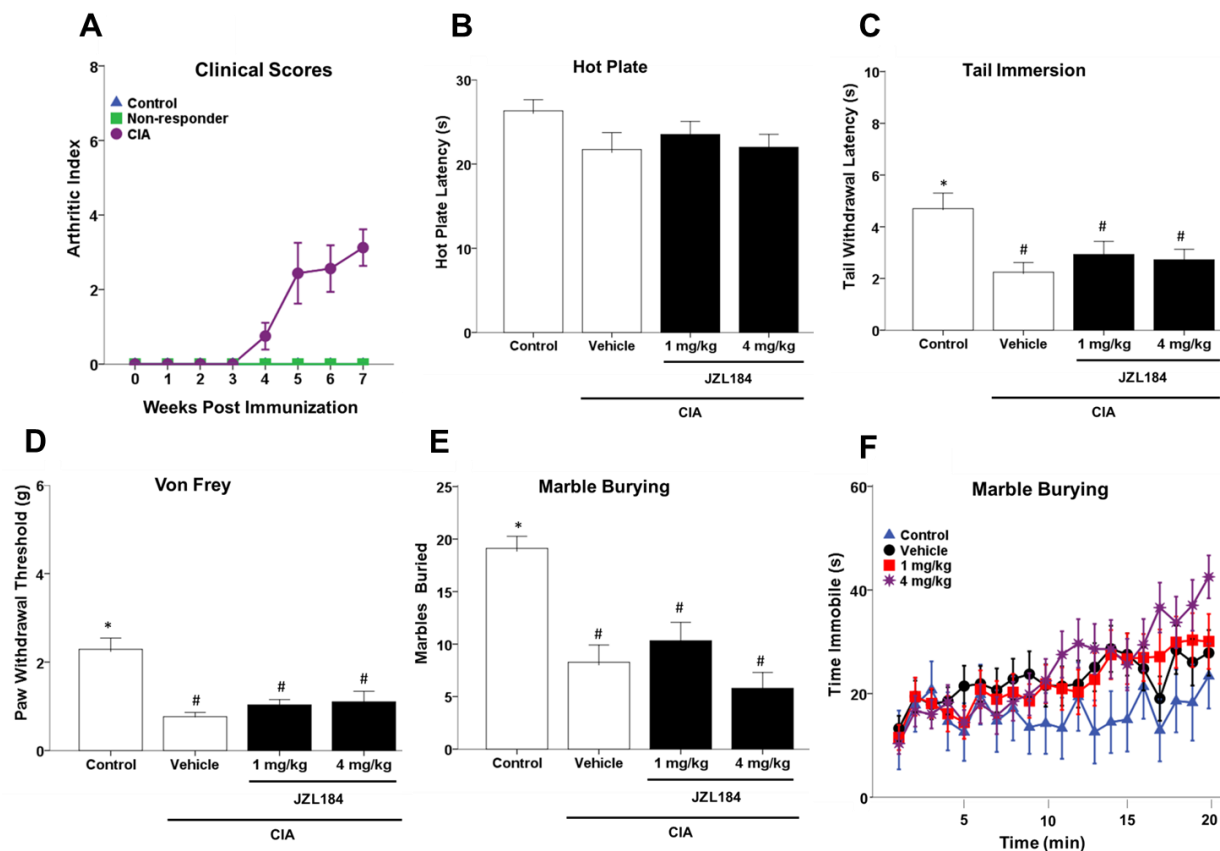 A
Clinical Scores
Control
Non-responder
CIA
Arthritic Index
8
6
4
2
0
0 1 2 3 4 5 6 7
Weeks Post Immunization
B
Hot Plate
Hot Plate Latency (s)
30
20
10
0
Control Vehicle 1 mg/kg 4 mg/kg
JZL184
CIA
C
Tail Immersion
Tail Withdrawal Latency (s)
10
8
6
4
2
0
*
#
#
#
Control Vehicle 1 mg/kg 4 mg/kg
JZL184
CIA
D
Von Frey
Paw Withdrawal Threshold (g)
6
4
2
0
*
#
#
#
Control Vehicle 1 mg/kg 4 mg/kg
JZL184
CIA
E
Marble Burying
Marbles Buried
25
20
15
10
5
0
*
#
#
#
Control Vehicle 1 mg/kg 4 mg/kg
JZL184
CIA
F
Marble Burying
Control
Vehicle
1 mg/kg
4 mg/kg
Time Immobile (s)
60
40
20
0
5 10 15 20
Time (min)